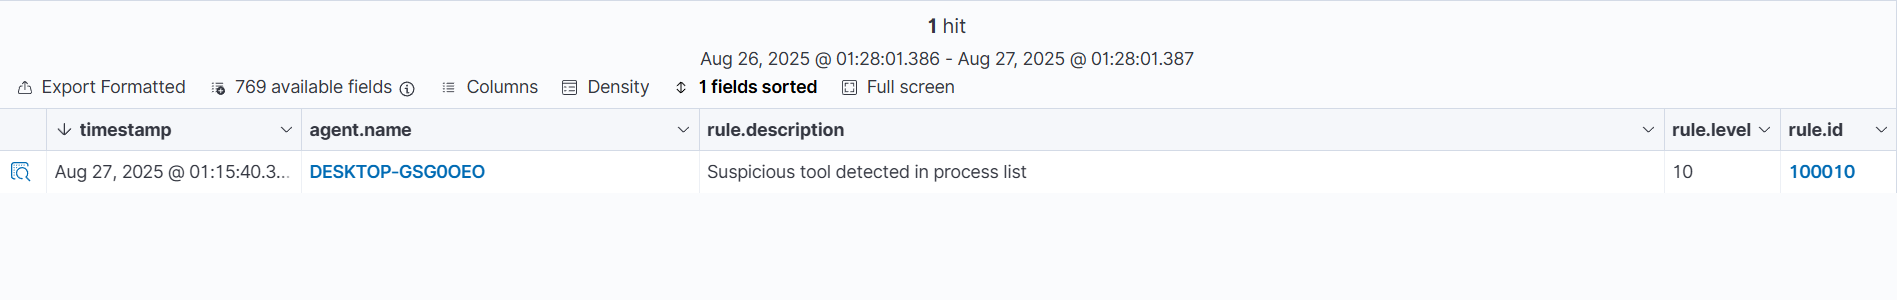 1 hit
Aug 26, 2025 @ 01:28:01.386 - Aug 27, 2025 @ 01:28:01.387
Export Formatted 769 available fields Columns Density 1 fields sorted Full screen
timestamp agent.name rule.description rule.level rule.id
Aug 27, 2025 @ 01:15:40.3... DESKTOP-GSG0OEO Suspicious tool detected in process list 10 100010